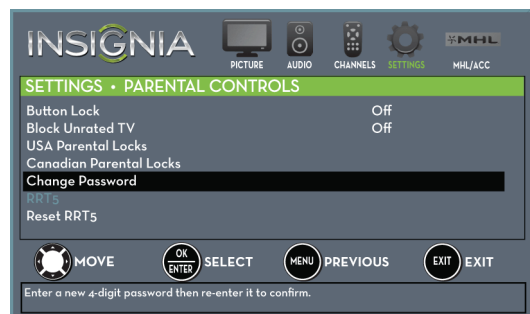 INSIGNIA
PICTURE AUDIO CHANNELS SETTINGS MHL MHL/ACC
SETTINGS • PARENTAL CONTROLS
Button Lock Off
Block Unrated TV Off
USA Parental Locks
Canadian Parental Locks
Change Password
RRT5
Reset RRT5
MOVE OK ENTER SELECT MENU PREVIOUS EXIT EXIT
Enter a new 4-digit password then re-enter it to confirm.